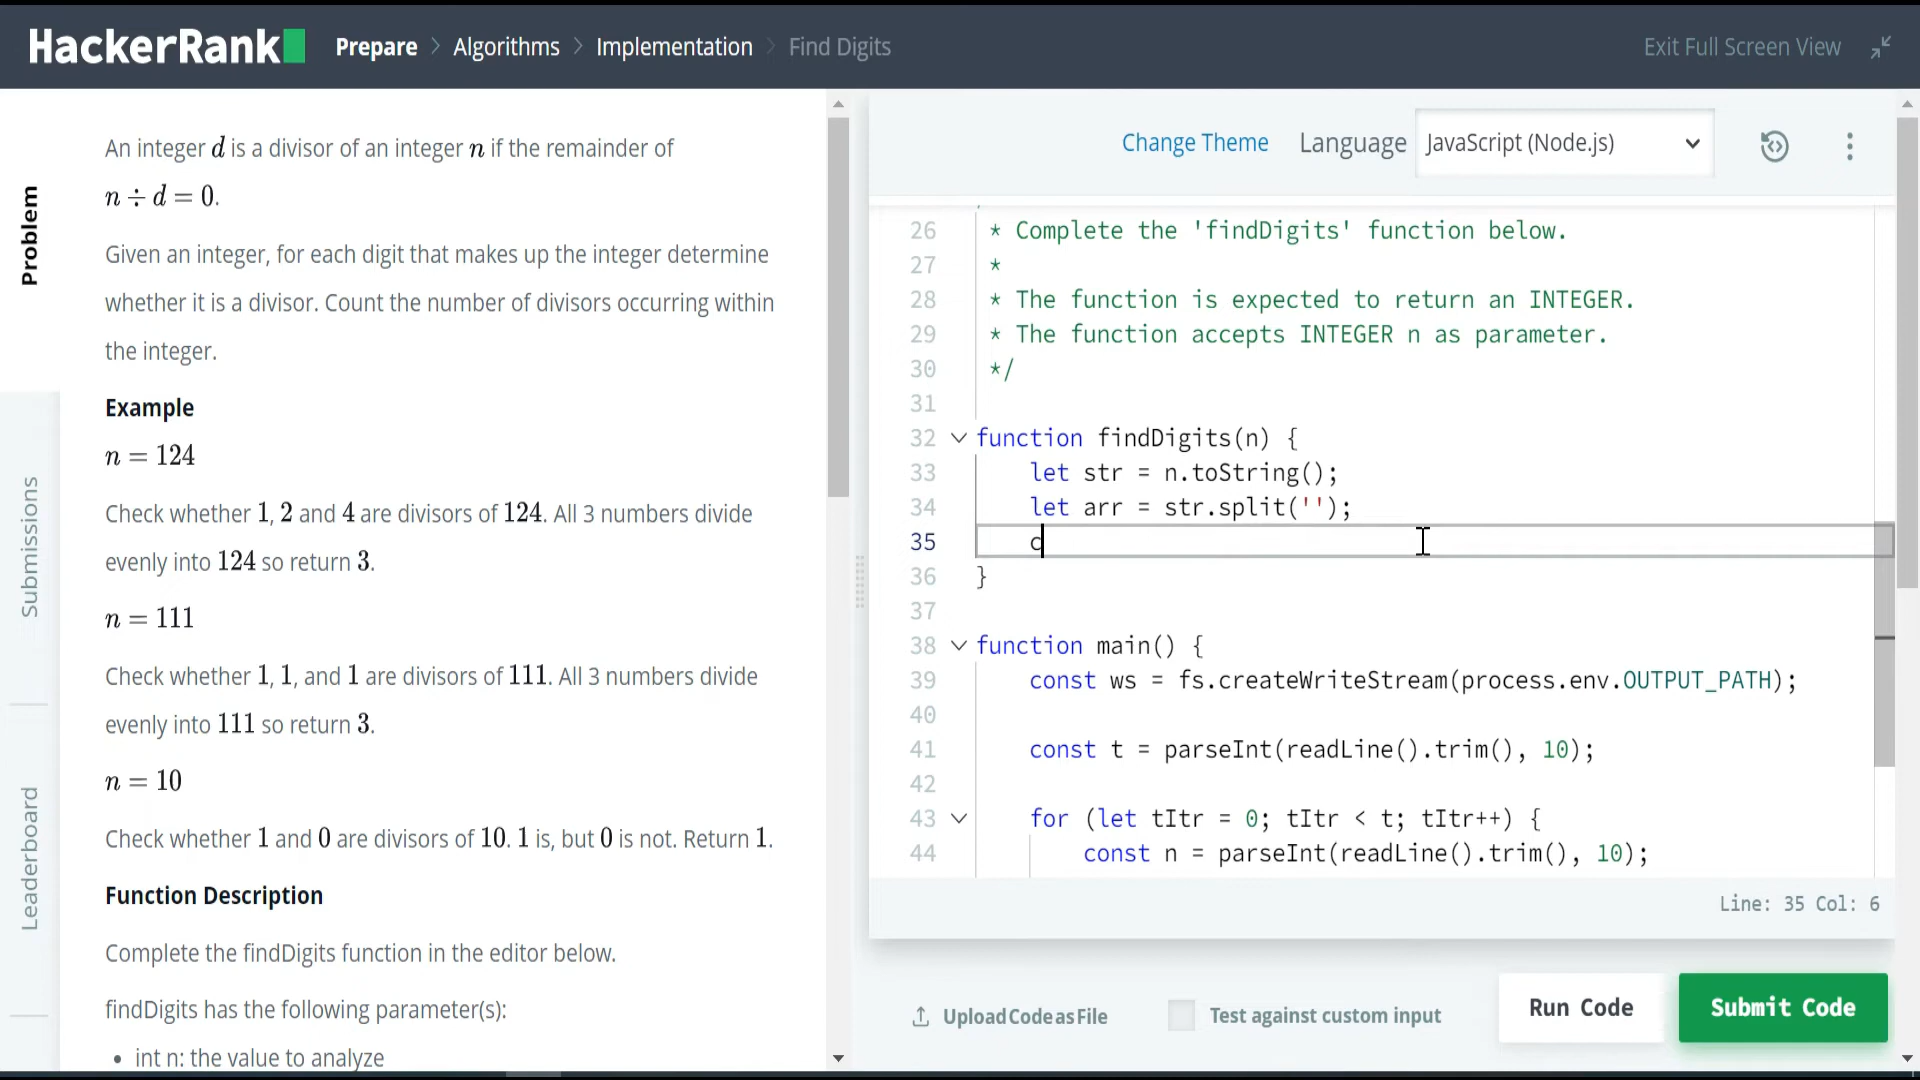 HackerRank Prepare > Algorithms > Implementation > Find Digits Exit Full Screen View
Problem
Submissions
Leaderboard
An integer d is a divisor of an integer n if the remainder of
n ÷ d = 0.
Given an integer, for each digit that makes up the integer determine
whether it is a divisor. Count the number of divisors occurring within
the integer.
Example
n = 124
Check whether 1, 2 and 4 are divisors of 124. All 3 numbers divide
evenly into 124 so return 3.
n = 111
Check whether 1, 1, and 1 are divisors of 111. All 3 numbers divide
evenly into 111 so return 3.
n = 10
Check whether 1 and 0 are divisors of 10. 1 is, but 0 is not. Return 1.
Function Description
Complete the findDigits function in the editor below.
findDigits has the following parameter(s):
• int n: the value to analyze
Change Theme Language JavaScript (Node.js)
26 * Complete the 'findDigits' function below.
27 *
28 * The function is expected to return an INTEGER.
29 * The function accepts INTEGER n as parameter.
30 */
31
32 function findDigits(n) {
33 let str = n.toString();
34 let arr = str.split('');
35 c
36 }
37
38 function main() {
39 const ws = fs.createWriteStream(process.env.OUTPUT_PATH);
40
41 const t = parseInt(readLine().trim(), 10);
42
43 for (let tItr = 0; tItr < t; tItr++) {
44 const n = parseInt(readLine().trim(), 10);
Line: 35 Col: 6
Upload Code as File Test against custom input Run Code Submit Code